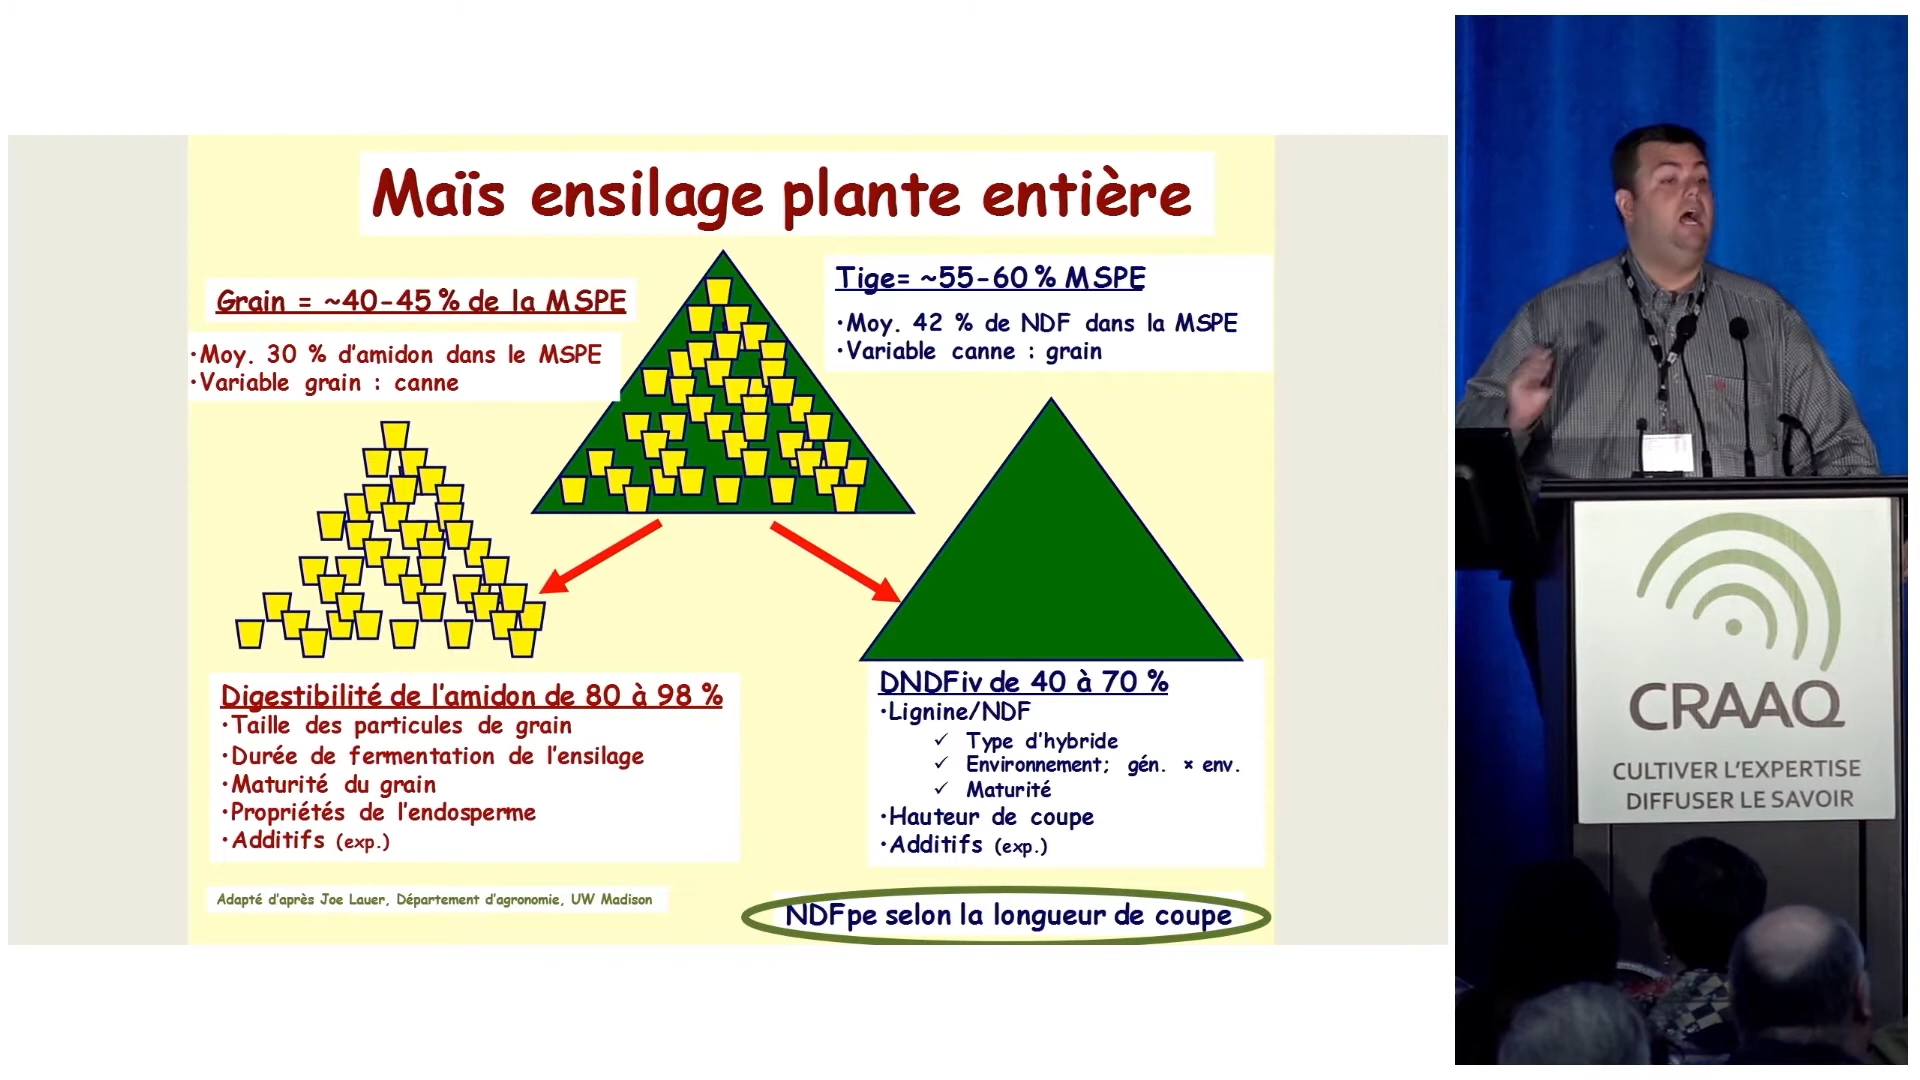 Maïs ensilage plante entière
Grain = ~40-45 % de la MSPE
•Moy. 30 % d'amidon dans le MSPE
•Variable grain : canne
Tige= ~55-60 % MSPE
•Moy. 42 % de NDF dans la MSPE
•Variable canne : grain
Digestibilité de l'amidon de 80 à 98 %
•Taille des particules de grain
•Durée de fermentation de l'ensilage
•Maturité du grain
•Propriétés de l'endosperme
•Additifs (exp.)
DNDFiv de 40 à 70 %
•Lignine/NDF
✓ Type d'hybride
✓ Environnement; gén. × env.
✓ Maturité
•Hauteur de coupe
•Additifs (exp.)
Adapté d'après Joe Lauer, Département d'agronomie, UW Madison
NDFpe selon la longueur de coupe
CRAAQ
CULTIVER L'EXPERTISE
DIFFUSER LE SAVOIR